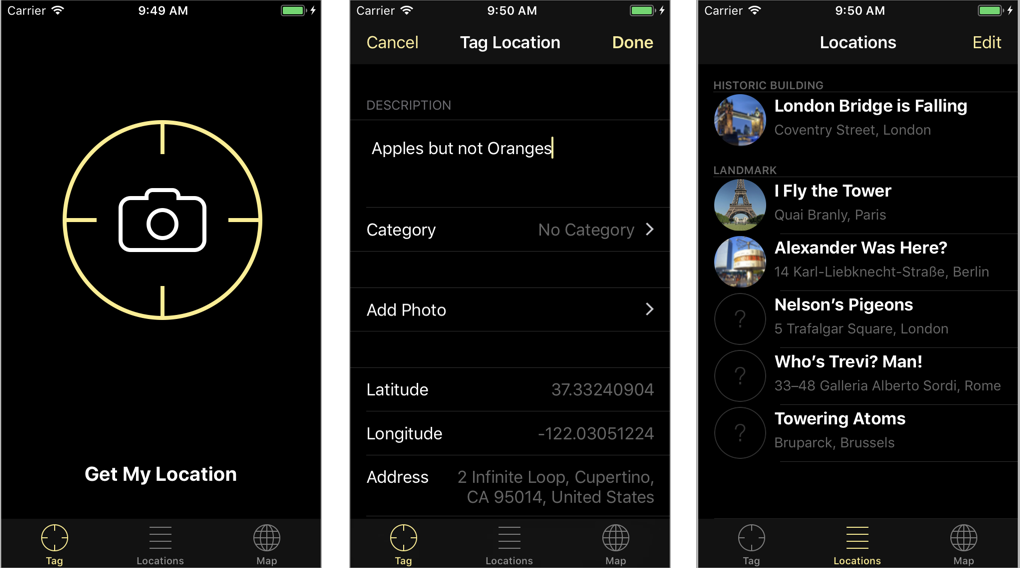 Carrier 9:49 AM
Get My Location
Tag Locations Map
Carrier 9:50 AM
Cancel Tag Location Done
DESCRIPTION
Apples but not Oranges
Category No Category
Add Photo
Latitude 37.33240904
Longitude -122.03051224
Address 2 Infinite Loop, Cupertino,
CA 95014, United States
Tag Locations Map
Carrier 9:50 AM
Locations Edit
HISTORIC BUILDING
London Bridge is Falling
Coventry Street, London
LANDMARK
I Fly the Tower
Quai Branly, Paris
Alexander Was Here?
14 Karl-Liebknecht-Straße, Berlin
? Nelson’s Pigeons
5 Trafalgar Square, London
? Who’s Trevi? Man!
33–48 Galleria Alberto Sordi, Rome
? Towering Atoms
Bruparck, Brussels
Tag Locations Map